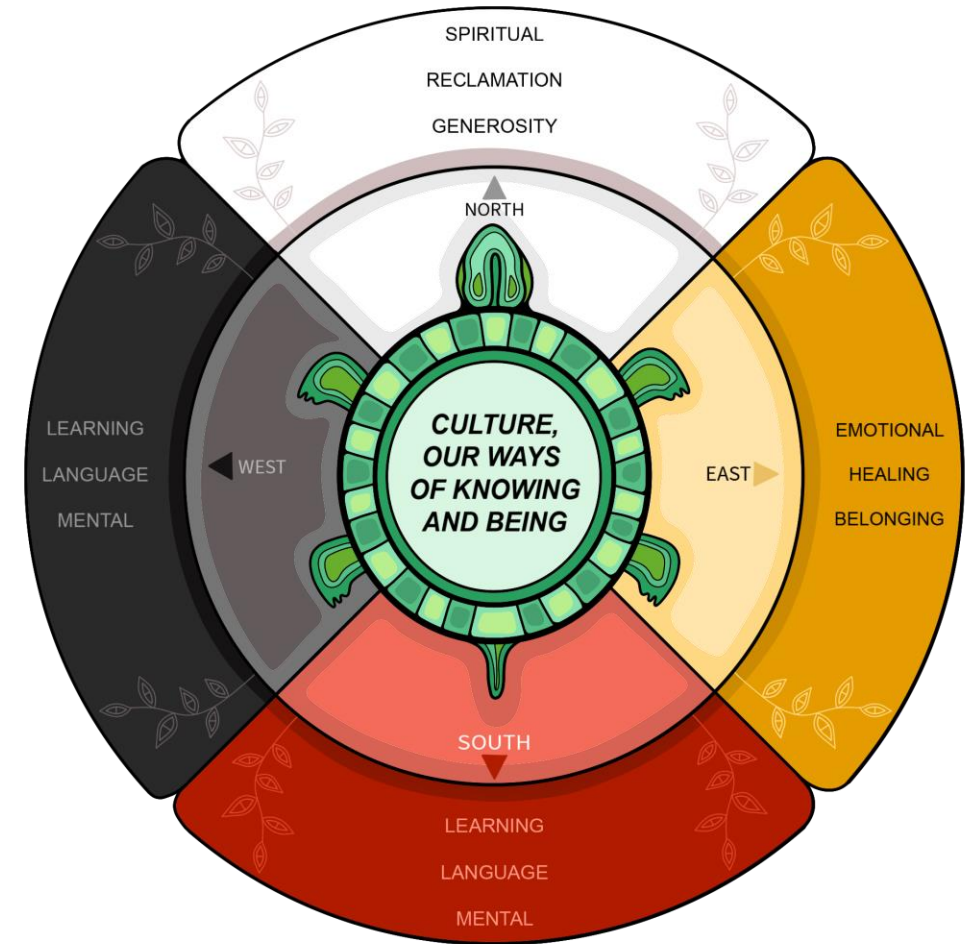 SPIRITUAL
RECLAMATION
GENEROSITY
NORTH
LEARNING
LANGUAGE
MENTAL
WEST
CULTURE,
OUR WAYS
OF KNOWING
AND BEING
EAST
EMOTIONAL
HEALING
BELONGING
SOUTH
LEARNING
LANGUAGE
MENTAL